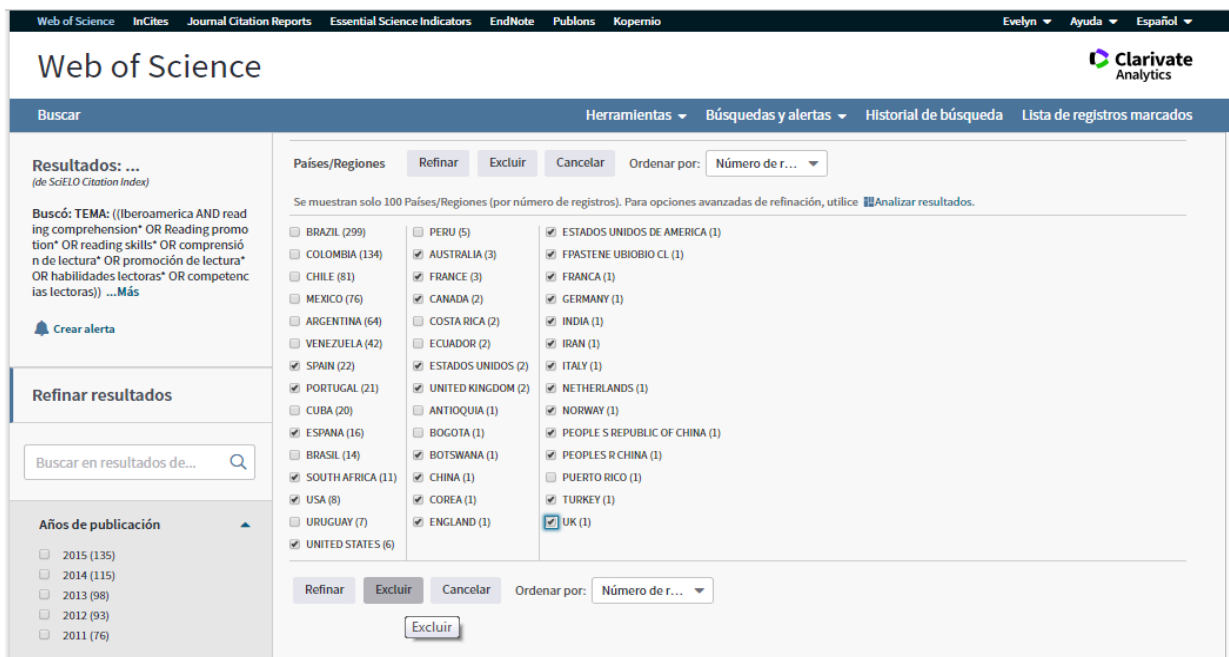 Web of Science InCites Journal Citation Reports Essential Science Indicators EndNote Publons Kopernio Evelyn Ayuda Español
Web of Science
Clarivate
Analytics
Buscar Herramientas Búsquedas y alertas Historial de búsqueda Lista de registros marcados
Resultados: ...
(de SciELO Citation Index)
Buscó: TEMA: ((Iberoamerica AND read
ing comprehension* OR Reading promo
tion* OR reading skills* OR comprensió
n de lectura* OR promoción de lectura*
OR habilidades lectoras* OR competenc
ias lectoras)) ...Más
Crear alerta
Refinar resultados
Buscar en resultados de...
Años de publicación
2015 (135)
2014 (115)
2013 (98)
2012 (93)
2011 (76)
Países/Regiones Refinar Excluir Cancelar Ordenar por: Número de r...
Se muestran solo 100 Países/Regiones (por número de registros). Para opciones avanzadas de refinación, utilice Analizar resultados.
BRAZIL (299)
COLOMBIA (134)
CHILE (81)
MEXICO (76)
ARGENTINA (64)
VENEZUELA (42)
SPAIN (22)
PORTUGAL (21)
CUBA (20)
ESPANA (16)
BRASIL (14)
SOUTH AFRICA (11)
USA (8)
URUGUAY (7)
UNITED STATES (6)
PERU (5)
AUSTRALIA (3)
FRANCE (3)
CANADA (2)
COSTA RICA (2)
ECUADOR (2)
ESTADOS UNIDOS (2)
UNITED KINGDOM (2)
ANTIOQUIA (1)
BOGOTA (1)
BOTSWANA (1)
CHINA (1)
COREA (1)
ENGLAND (1)
ESTADOS UNIDOS DE AMERICA (1)
FPASTENE UBIOBIO CL (1)
FRANCA (1)
GERMANY (1)
INDIA (1)
IRAN (1)
ITALY (1)
NETHERLANDS (1)
NORWAY (1)
PEOPLE S REPUBLIC OF CHINA (1)
PEOPLES R CHINA (1)
PUERTO RICO (1)
TURKEY (1)
UK (1)
Refinar Excluir Cancelar Ordenar por: Número de r...
Excluir